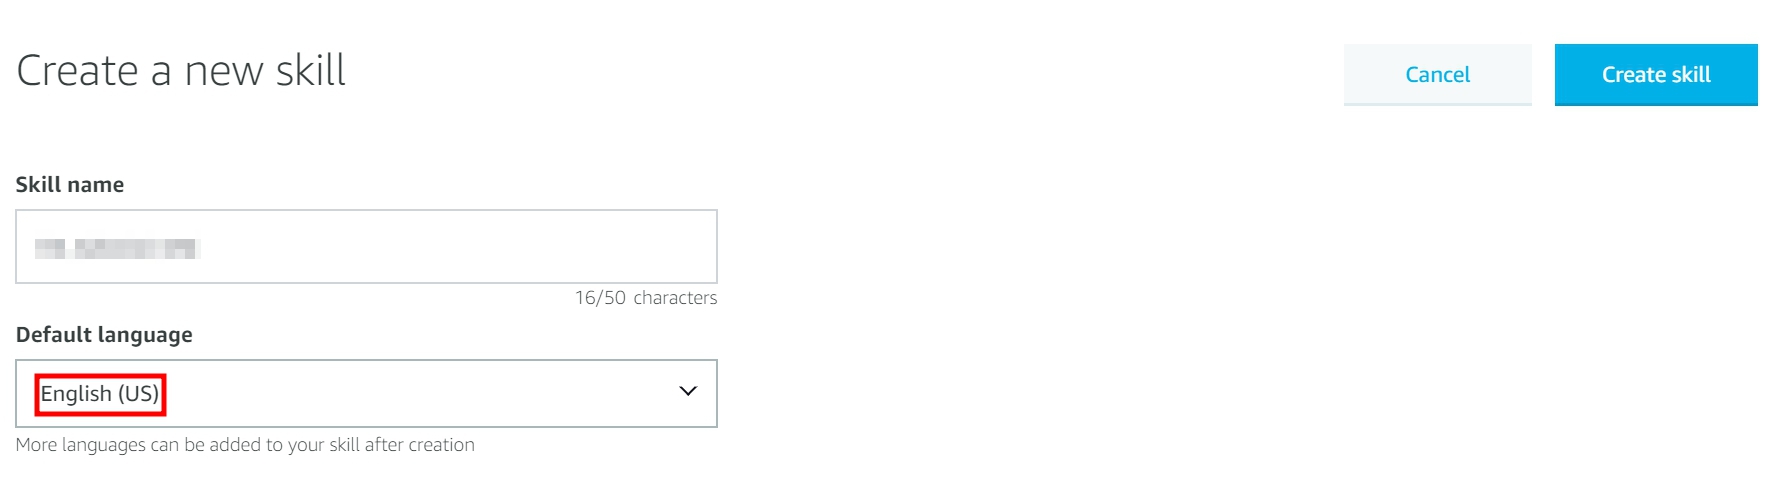 Create a new skill
Cancel
Create skill
Skill name
16/50 characters
Default language
English (US)
More languages can be added to your skill after creation